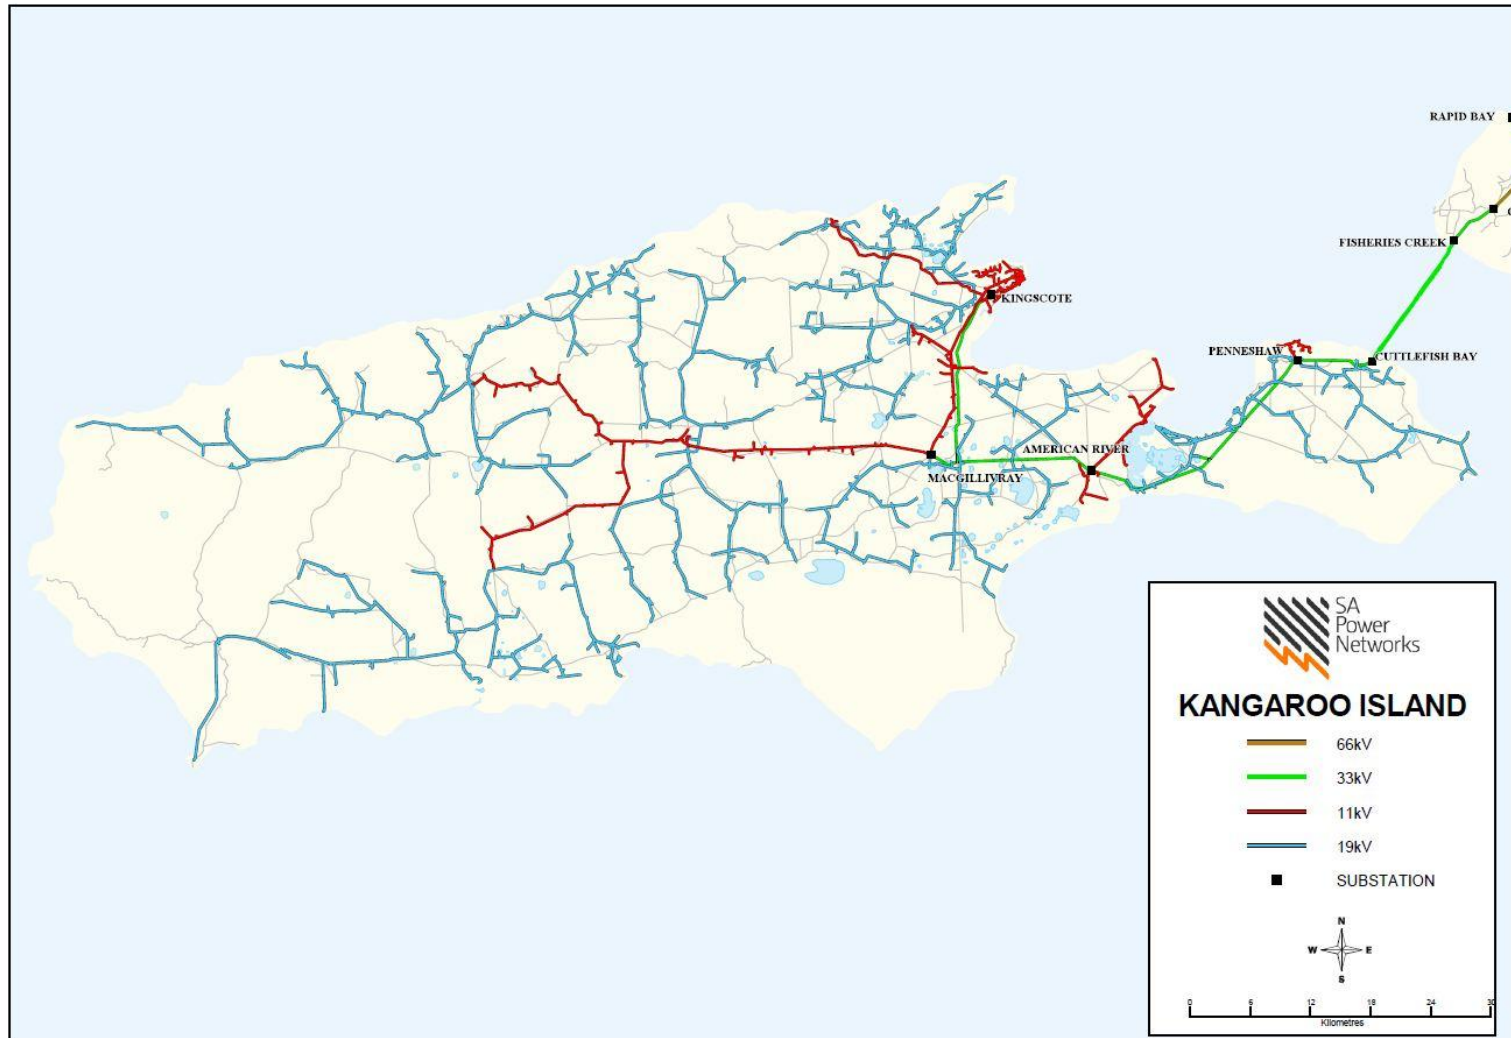 RAPID BAY
FISHERIES CREEK
KINGSCOTE
PENNESHAW
CUTTLEFISH BAY
AMERICAN RIVER
MACGILLIVRAY
SA
Power
Networks
KANGAROO ISLAND
66kV
33kV
11kV
19kV
SUBSTATION
N
W E
S
0 6 12 18 24 30
Kilometres